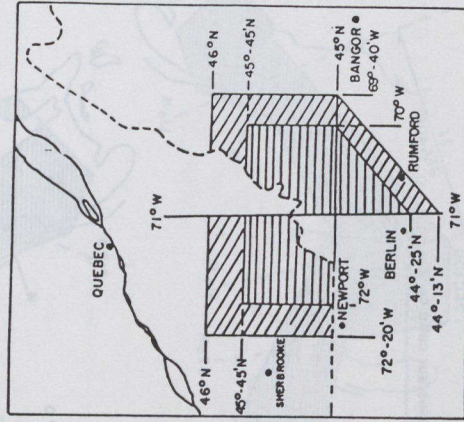 QUEBEC
71° W
46° N
46° N
45°-45' N
45°-45' N
SHERBROOKE
45° N
BANGOR
69°-40' W
70° W
NEWPORT
72° W
72°-20' W
RUMFORD
BERLIN
44°-25' N
44°-13' N
71° W